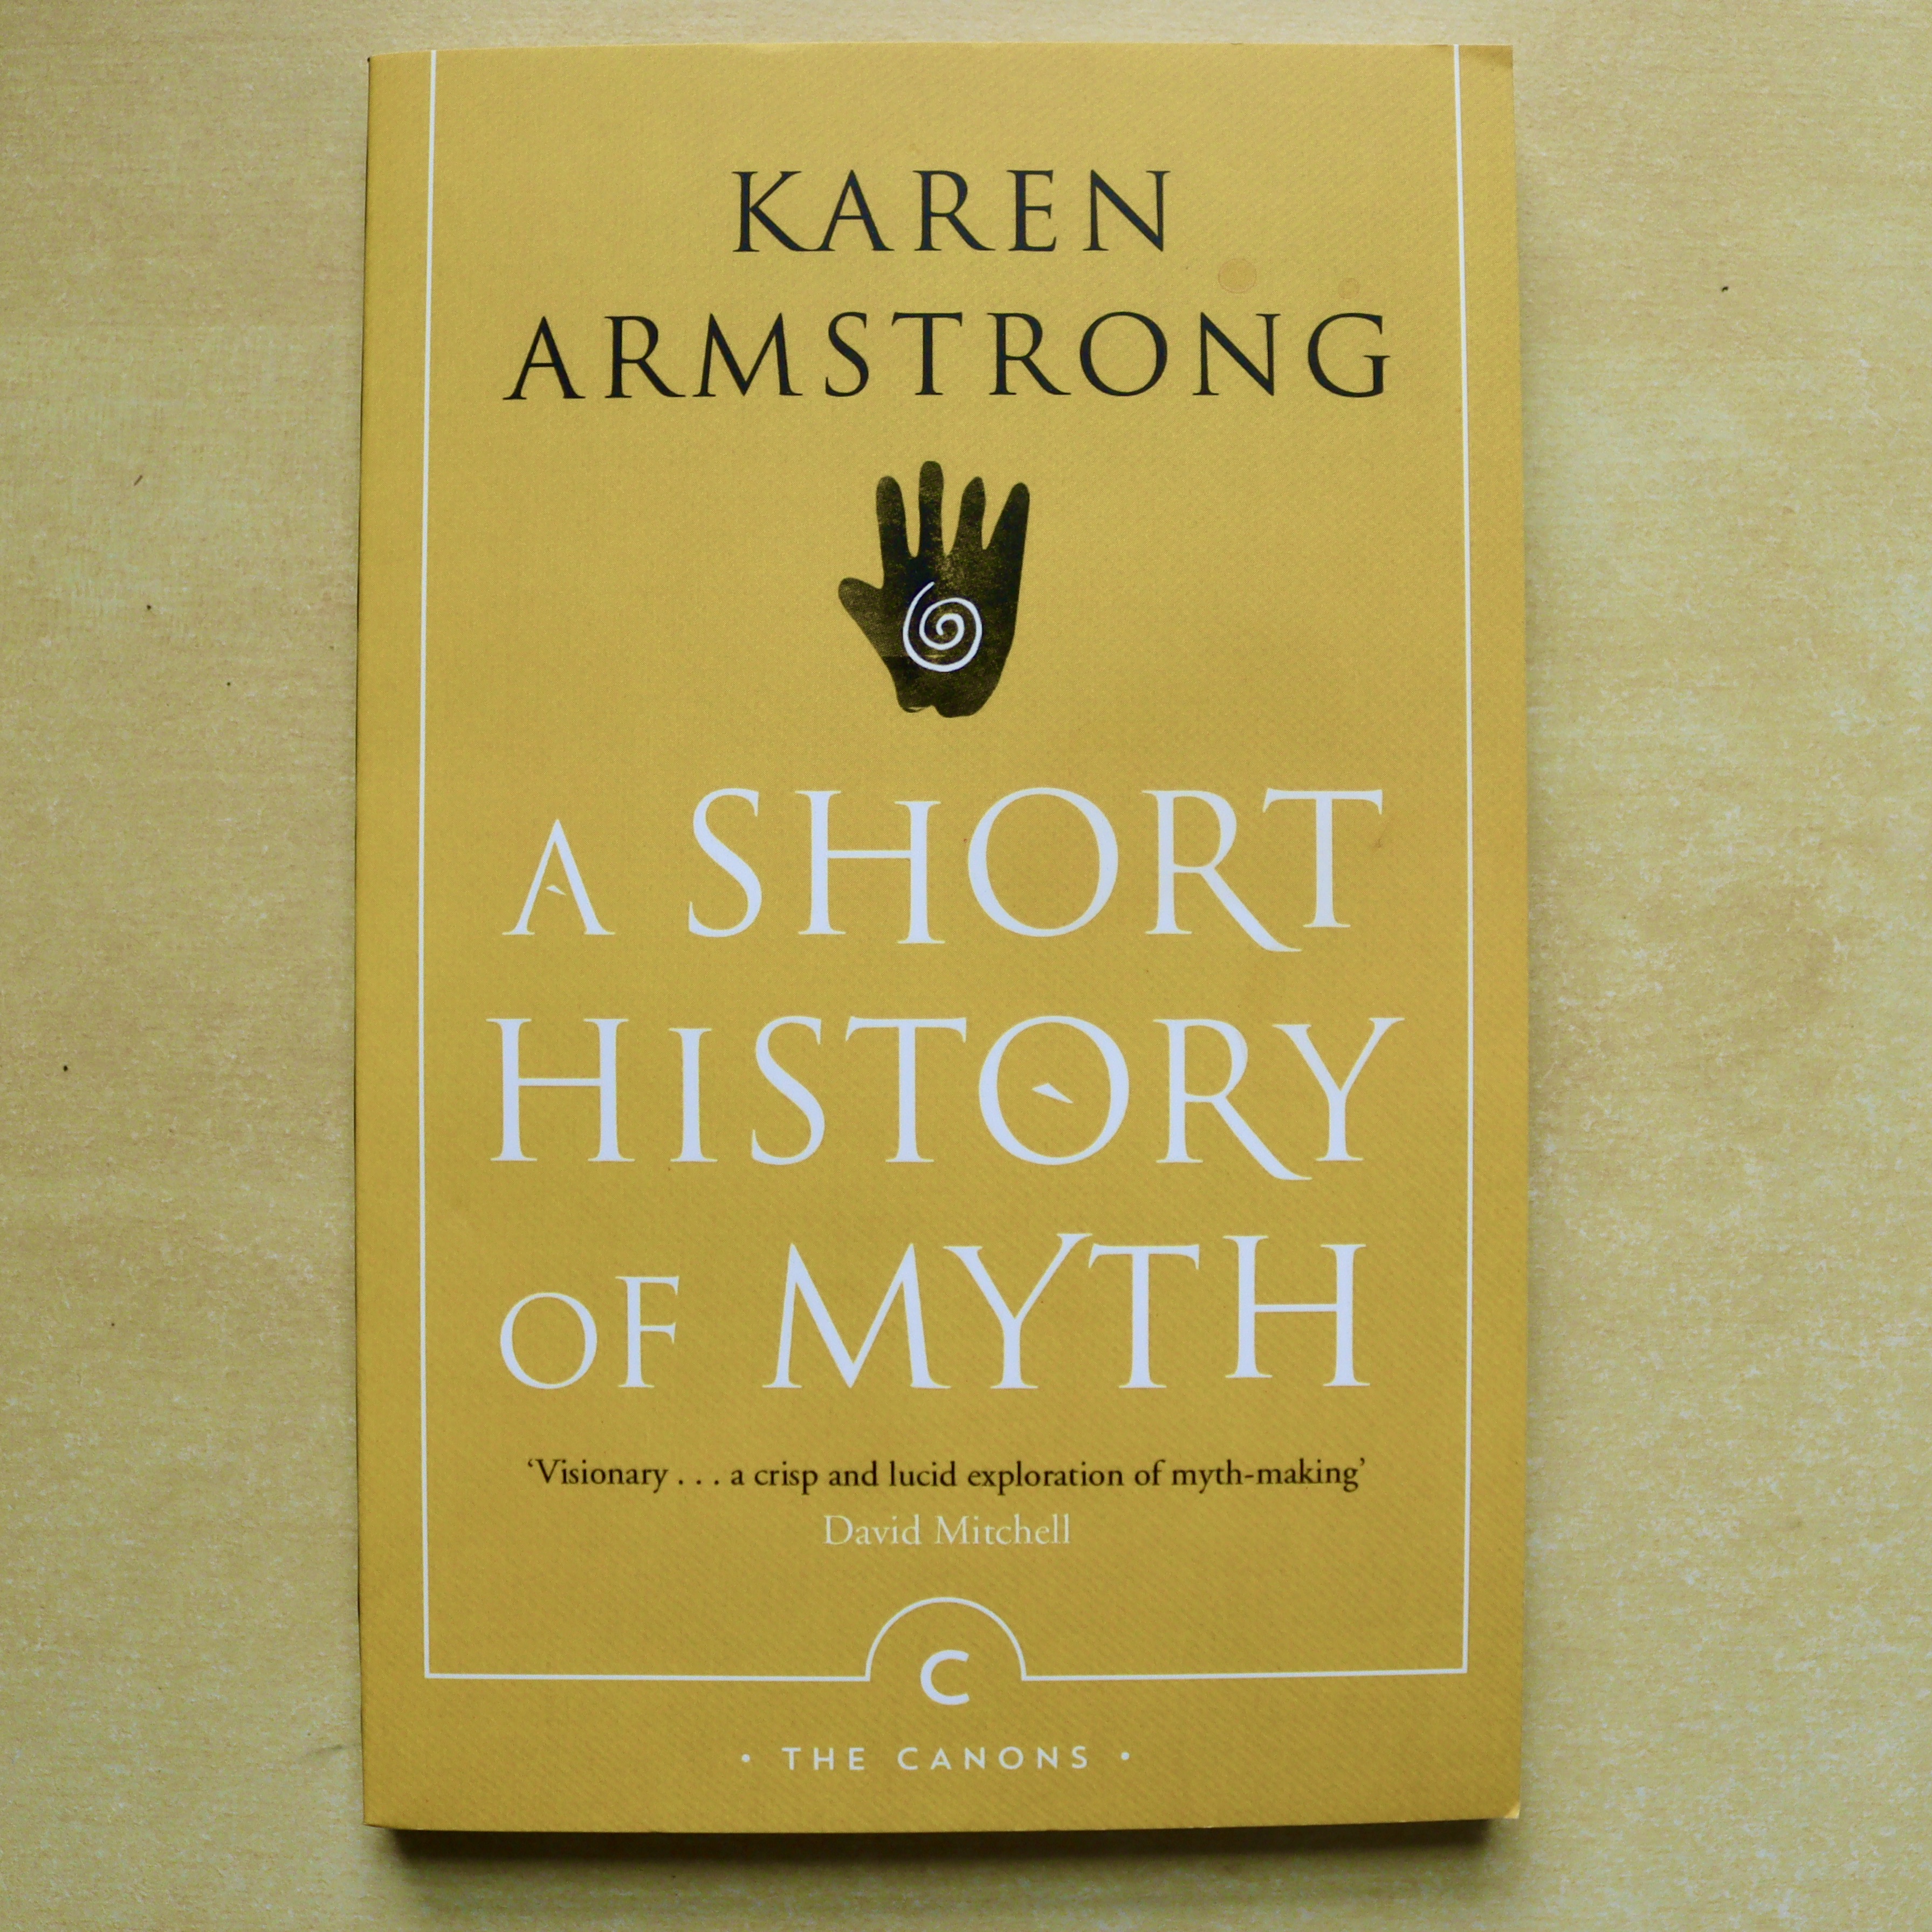 KAREN
ARMSTRONG
A SHORT
HISTORY
OF MYTH
‘Visionary . . . a crisp and lucid exploration of myth-making’
David Mitchell
C
· THE CANONS ·